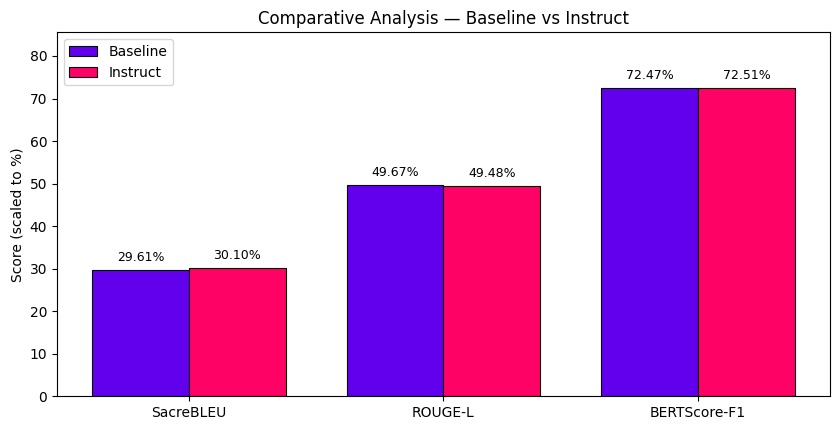 Comparative Analysis — Baseline vs Instruct
Baseline
Instruct
Score (scaled to %)
80
70
60
50
40
30
20
10
0
29.61%
30.10%
49.67%
49.48%
72.47%
72.51%
SacreBLEU
ROUGE-L
BERTScore-F1